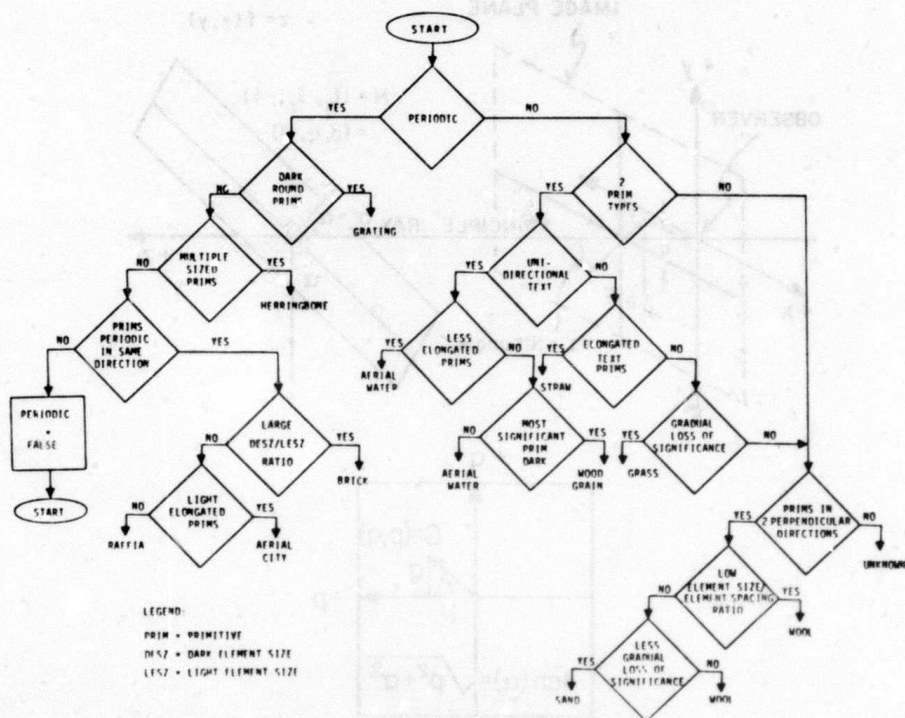 START
PERIODIC
YES
NO
DARK
ROUND
PRIMS
NO
YES
GRATING
2
PRIM
TYPES
YES
NO
MULTIPLE
SIZED
PRIMS
NO
YES
HERRINGBONE
UNI-
DIRECTIONAL
TEXT
YES
NO
PRIMS
PERIODIC
IN SAME
DIRECTION
NO
YES
LESS
ELONGATED
PRIMS
YES
NO
AERIAL
WATER
ELONGATED
TEXT
PRIMS
YES
NO
STRAW
PERIODIC
=
FALSE
START
LARGE
DESZ/LESZ
RATIO
NO
YES
BRICK
MOST
SIGNIFICANT
PRIM
DARK
NO
YES
AERIAL
WATER
WOOD
GRAIN
GRADUAL
LOSS OF
SIGNIFICANCE
YES
NO
GRASS
LIGHT
ELONGATED
PRIMS
NO
YES
RAFFIA
AERIAL
CITY
PRIMS IN
2 PERPENDICULAR
DIRECTIONS
YES
NO
UNKNOWN
LOW
ELEMENT SIZE/
ELEMENT SPACING
RATIO
NO
YES
WOOL
LESS
GRADUAL
LOSS OF
SIGNIFICANCE
YES
NO
SAND
WOOL
LEGEND:
PRIM = PRIMITIVE
DESZ = DARK ELEMENT SIZE
LESZ = LIGHT ELEMENT SIZE
IMAGE PLANE
z = f(x,y)
OBSERVER
PRINCIPLE RAY